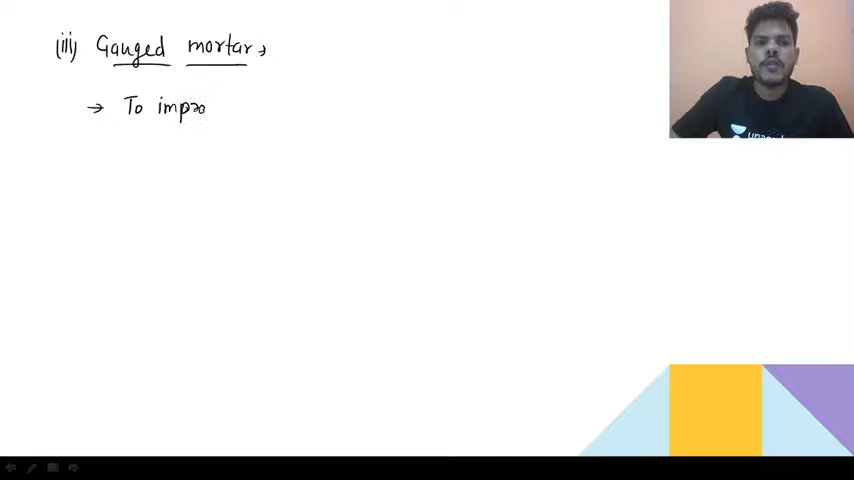 (iii) Gauged mortar,
→ To impro